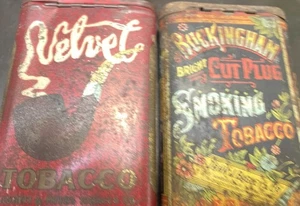 Velvet
TOBACCO
BUCKINGHAM
BRIGHT CUT PLUG
SMOKING
TOBACCO